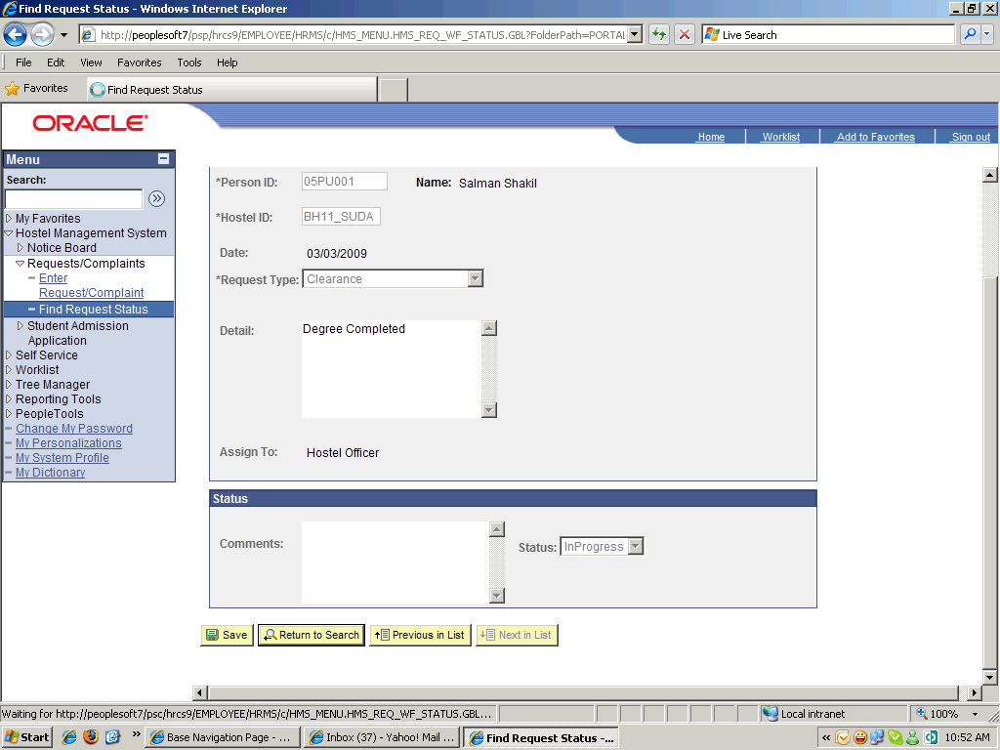 Find Request Status - Windows Internet Explorer
http://peoplesoft7/psp/hrcs9/EMPLOYEE/HRMS/c/HMS_MENU.HMS_REQ_WF_STATUS.GBL?FolderPath=PORTAL
Live Search
File Edit View Favorites Tools Help
Favorites
Find Request Status
ORACLE
Home Worklist Add to Favorites Sign out
Menu
Search:
My Favorites
Hostel Management System
Notice Board
Requests/Complaints
Enter
Request/Complaint
Find Request Status
Student Admission
Application
Self Service
Worklist
Tree Manager
Reporting Tools
PeopleTools
Change My Password
My Personalizations
My System Profile
My Dictionary
*Person ID: 05PU001 Name: Salman Shakil
*Hostel ID: BH11_SUDA
Date: 03/03/2009
*Request Type: Clearance
Detail: Degree Completed
Assign To: Hostel Officer
Status
Comments: Status: InProgress
Save Return to Search Previous in List Next in List
Waiting for http://peoplesoft7/psc/hrcs9/EMPLOYEE/HRMS/c/HMS_MENU.HMS_REQ_WF_STATUS.GBL... Local intranet 100%
Start Base Navigation Page - ... Inbox (37) - Yahoo! Mail ... Find Request Status -... 10:52 AM